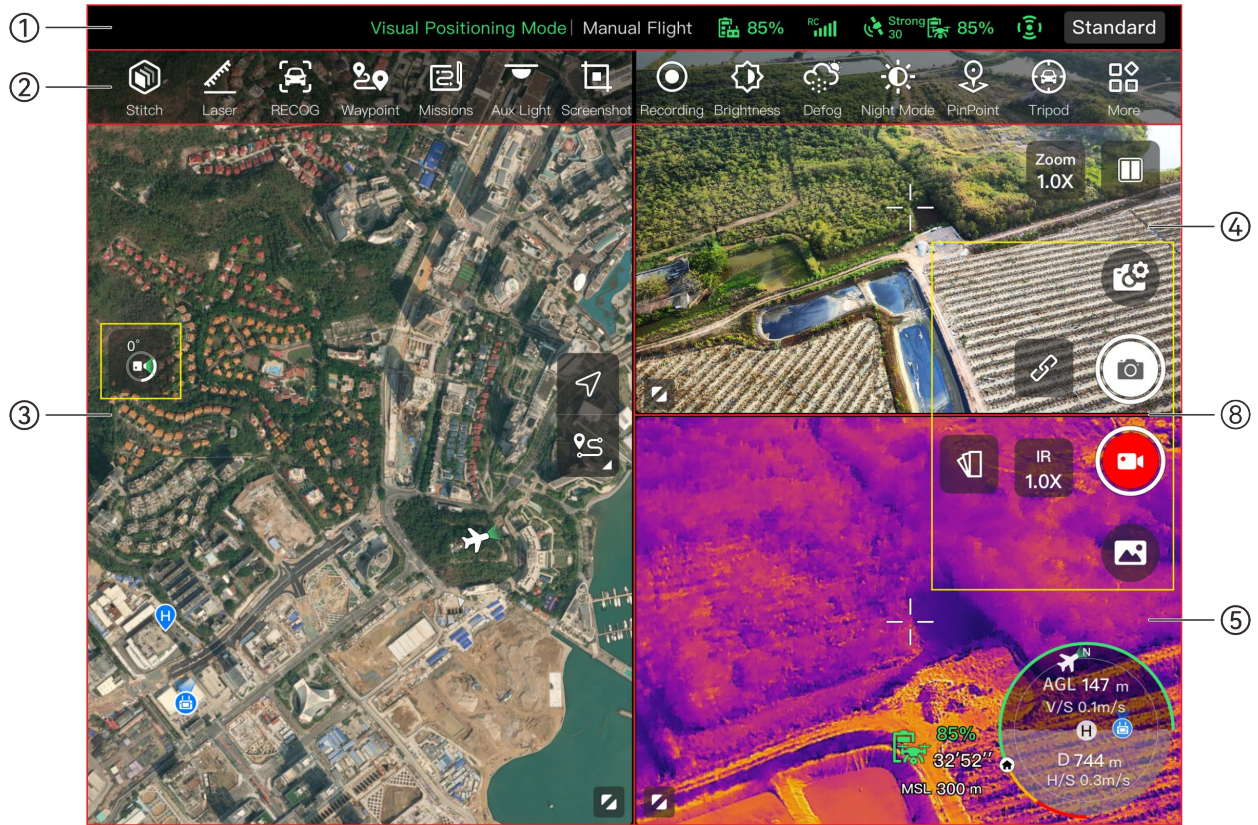 ①
Visual Positioning Mode | Manual Flight 85% RC Strong 30 85% Standard
②
Stitch Laser RECOG Waypoint Missions Aux Light Screenshot Recording Brightness Defog Night Mode PinPoint Tripod More
Zoom
1.0X
④
0°
③
⑧
IR
1.0X
H
⑤
N
AGL 147 m
V/S 0.1m/s
H
85%
32′52″
D 744 m
H/S 0.3m/s
MSL 300 m